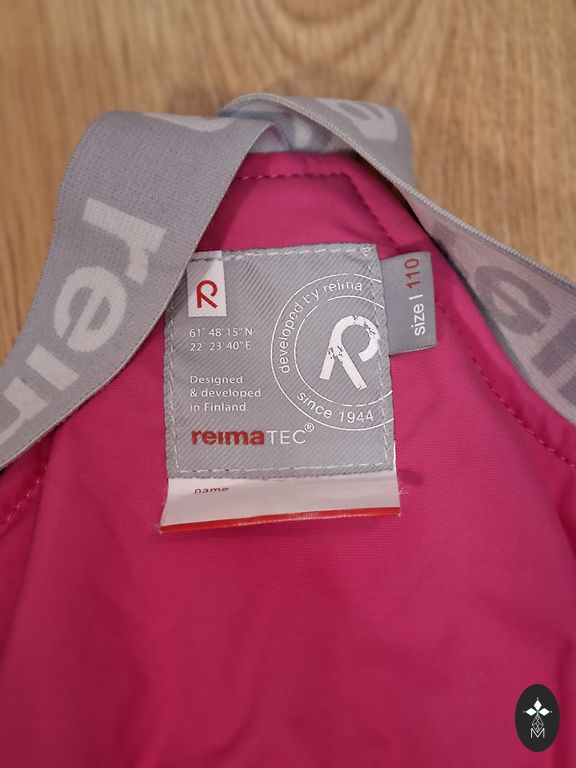 reima
reima
R
61° 48' 15" N
22° 23' 40" E
Designed
& developed
in Finland.
reimaTEC®
developed by reima
R
since 1944
size | 110
name
M